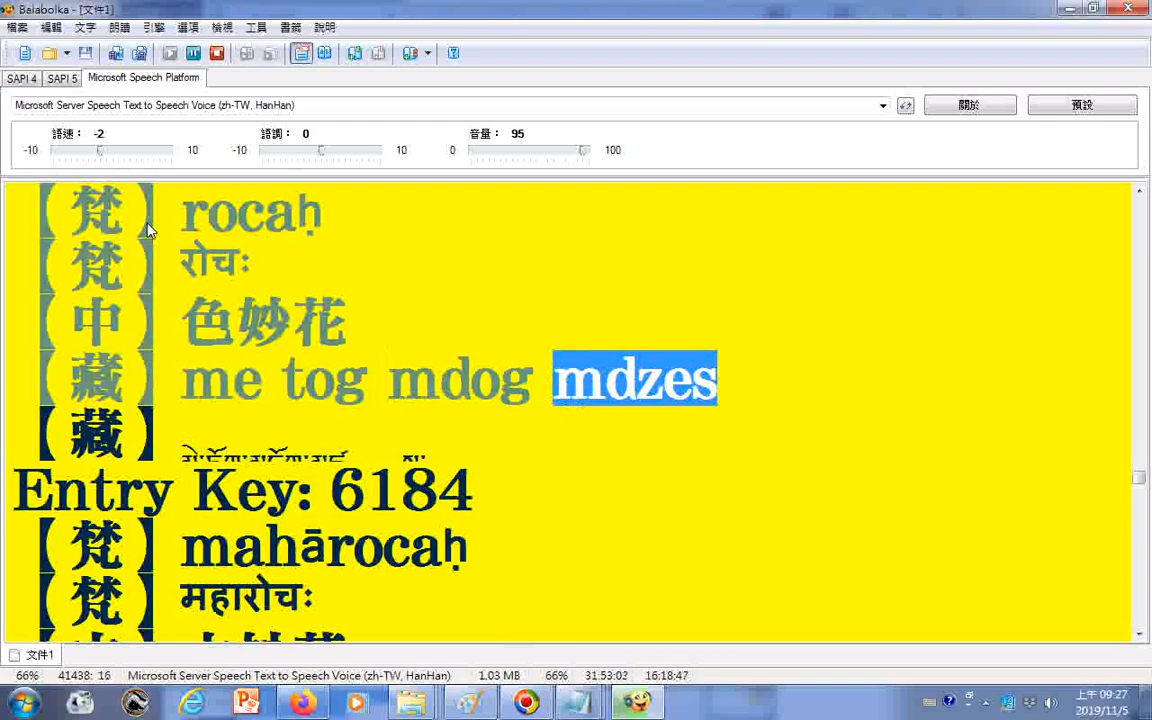 Balabolka - [文件1]
檔案 編輯 文字 朗讀 引擎 選項 檢視 工具 書籤 說明
SAPI 4 SAPI 5 Microsoft Speech Platform
Microsoft Server Speech Text to Speech Voice (zh-TW, HanHan) 關於 預設
語速： -2 語調： 0 音量： 95
-10 10 -10 10 0 100
【梵】 rocaḥ
【梵】 रोचः
【中】 色妙花
【藏】 me tog mdog mdzes
【藏】
Entry Key: 6184
【梵】 mahārocaḥ
【梵】 महारोचः
文件1
66% 41438: 16 Microsoft Server Speech Text to Speech Voice (zh-TW, HanHan) 1.03 MB 66% 31:53:02 16:18:47
上午 09:27
2019/11/5